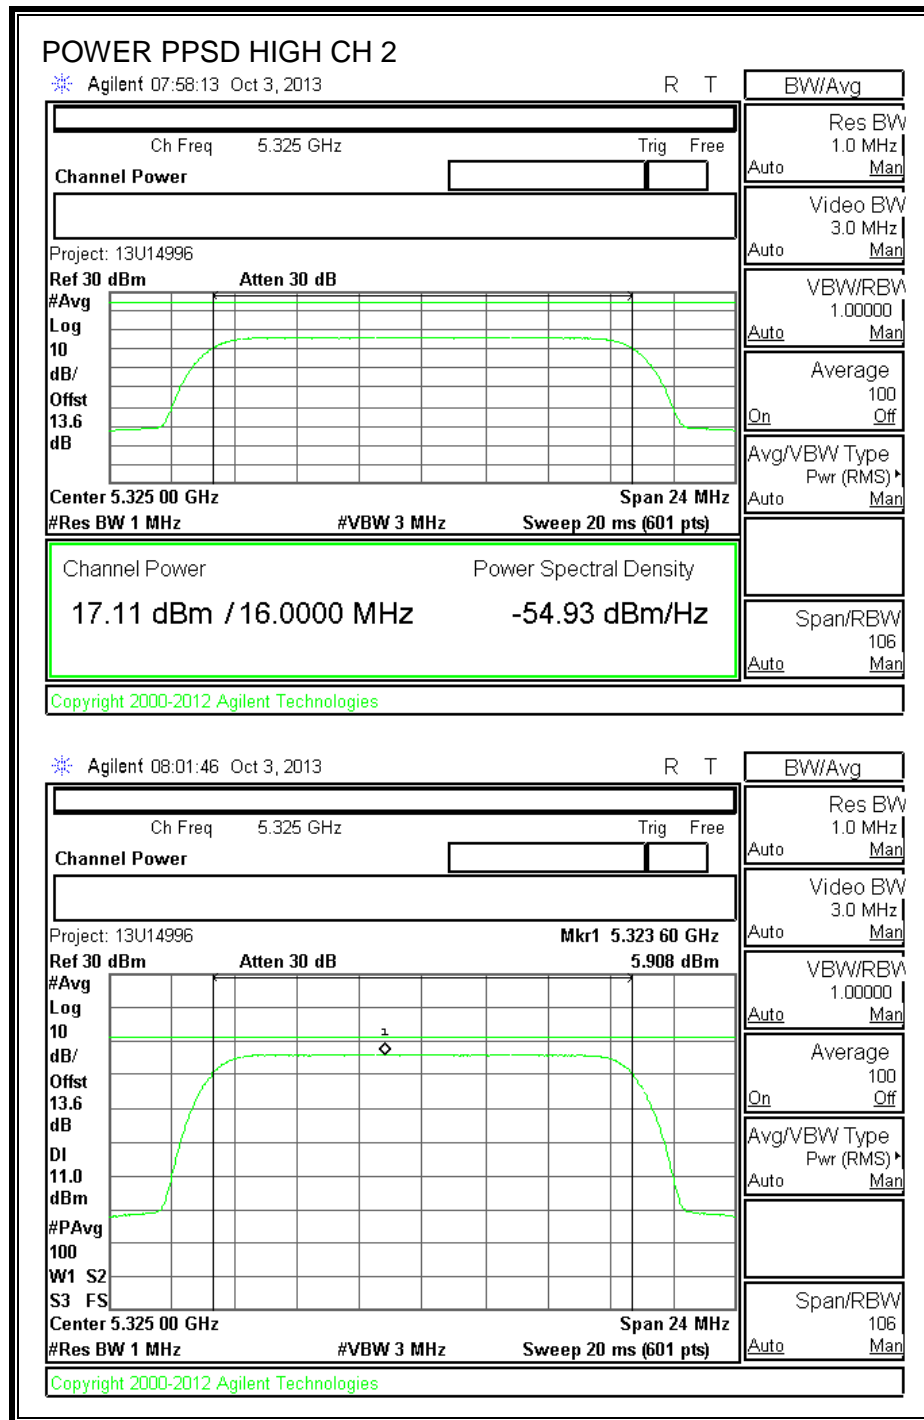 POWER PPSD HIGH CH 2
Agilent 07:58:13 Oct 3, 2013 R T
BW/Avg
Ch Freq 5.325 GHz Trig Free
Channel Power
Res BW
1.0 MHz
Auto Man
Video BW
3.0 MHz
Auto Man
Project: 13U14996
Ref 30 dBm Atten 30 dB
#Avg
Log
10
dB/
Offst
13.6
dB
VBW/RBW
1.00000
Auto Man
Average
100
On Off
Avg/VBW Type
Pwr (RMS)
Auto Man
Center 5.325 00 GHz Span 24 MHz
#Res BW 1 MHz #VBW 3 MHz Sweep 20 ms (601 pts)
Channel Power Power Spectral Density
17.11 dBm / 16.0000 MHz -54.93 dBm/Hz
Span/RBW
106
Auto Man
Copyright 2000-2012 Agilent Technologies
Agilent 08:01:46 Oct 3, 2013 R T
BW/Avg
Ch Freq 5.325 GHz Trig Free
Channel Power
Res BW
1.0 MHz
Auto Man
Video BW
3.0 MHz
Auto Man
Project: 13U14996 Mkr1 5.323 60 GHz
Ref 30 dBm Atten 30 dB 5.908 dBm
#Avg
Log
10
dB/
Offst
13.6
dB
DI
11.0
dBm
#PAvg
100
W1 S2
S3 FS
1
VBW/RBW
1.00000
Auto Man
Average
100
On Off
Avg/VBW Type
Pwr (RMS)
Auto Man
Center 5.325 00 GHz Span 24 MHz
#Res BW 1 MHz #VBW 3 MHz Sweep 20 ms (601 pts)
Span/RBW
106
Auto Man
Copyright 2000-2012 Agilent Technologies